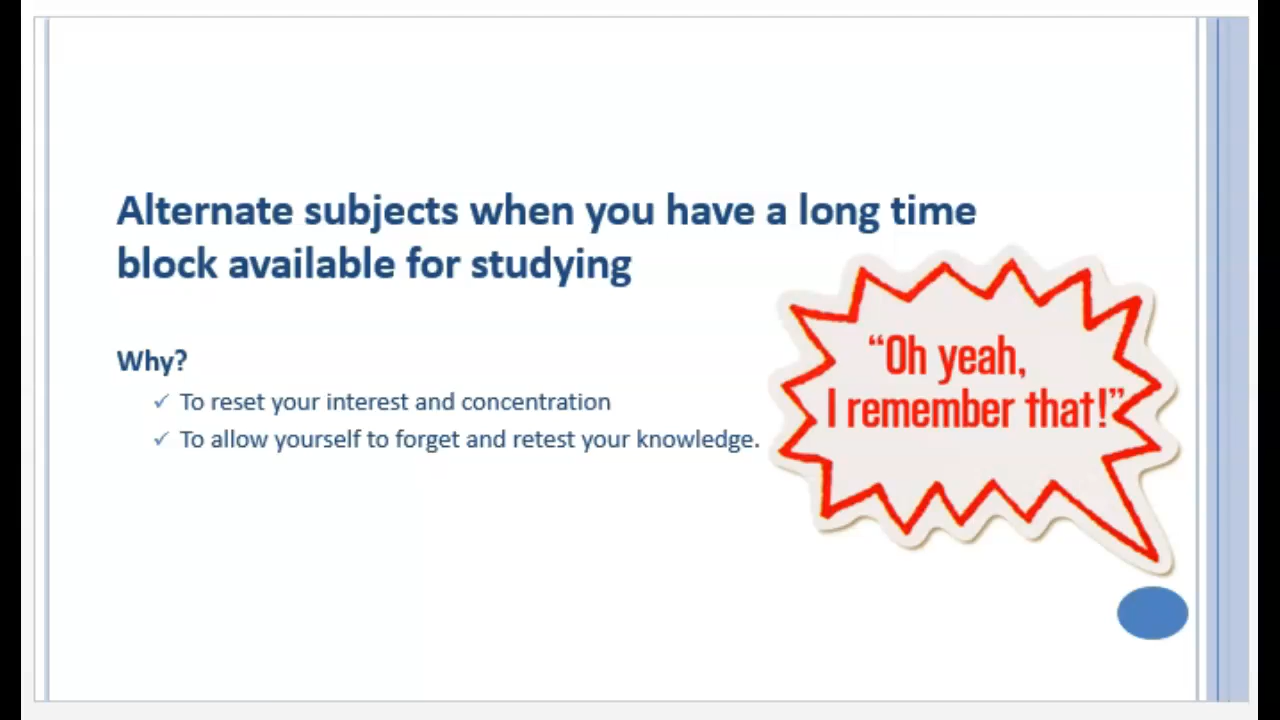 Alternate subjects when you have a long time
block available for studying
Why?
✓ To reset your interest and concentration
✓ To allow yourself to forget and retest your knowledge.
“Oh yeah,
I remember that!”